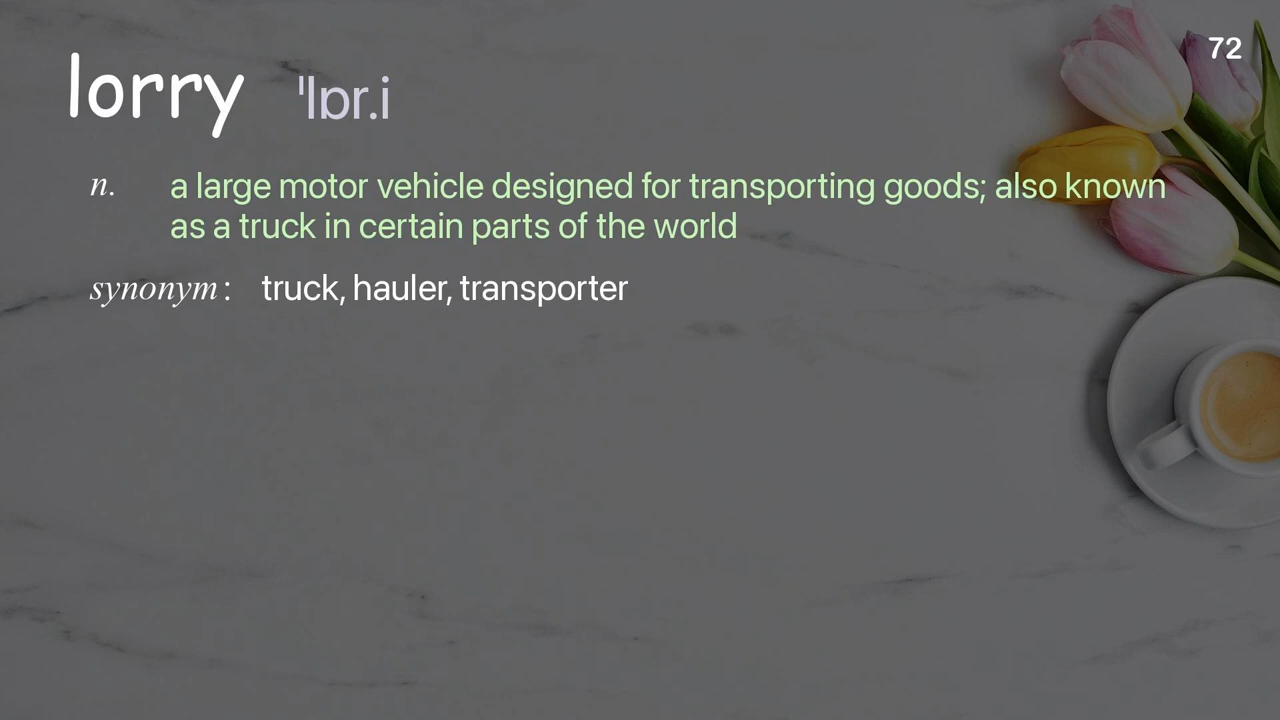 72
lorry ˈlɒr.i
n. a large motor vehicle designed for transporting goods; also known
as a truck in certain parts of the world
synonym: truck, hauler, transporter